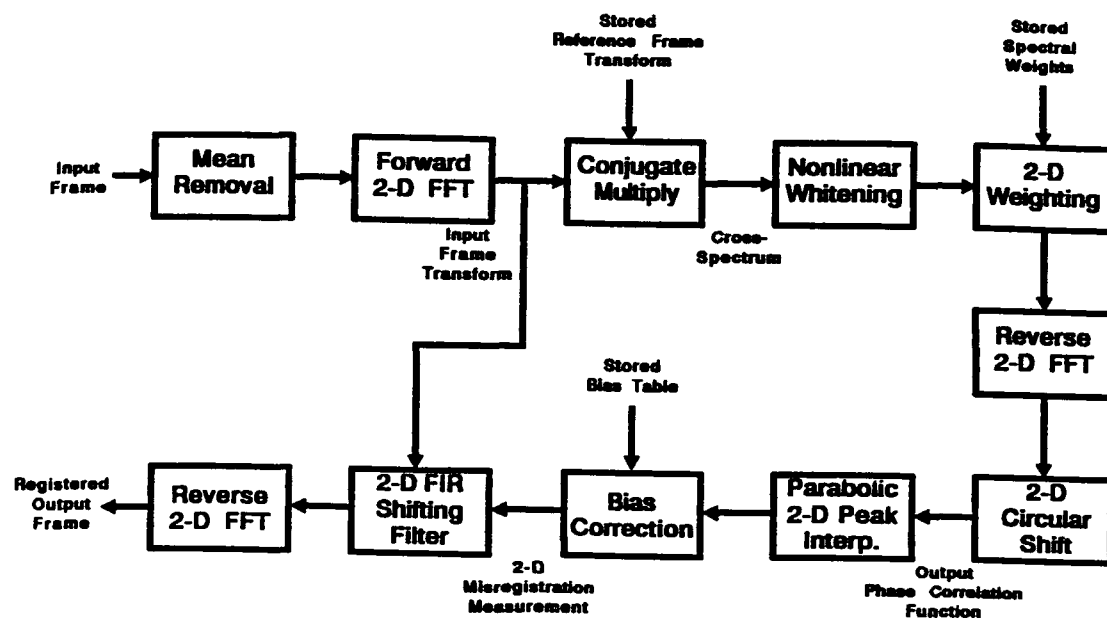 Stored
Reference Frame
Transform
Stored
Spectral
Weights
Input
Frame
Mean
Removal
Forward
2-D FFT
Conjugate
Multiply
Nonlinear
Whitening
2-D
Weighting
Input
Frame
Transform
Cross-
Spectrum
Reverse
2-D FFT
Stored
Bias Table
Registered
Output
Frame
Reverse
2-D FFT
2-D FIR
Shifting
Filter
Bias
Correction
Parabolic
2-D Peak
Interp.
2-D
Circular
Shift
2-D
Misregistration
Measurement
Output
Phase Correlation
Function